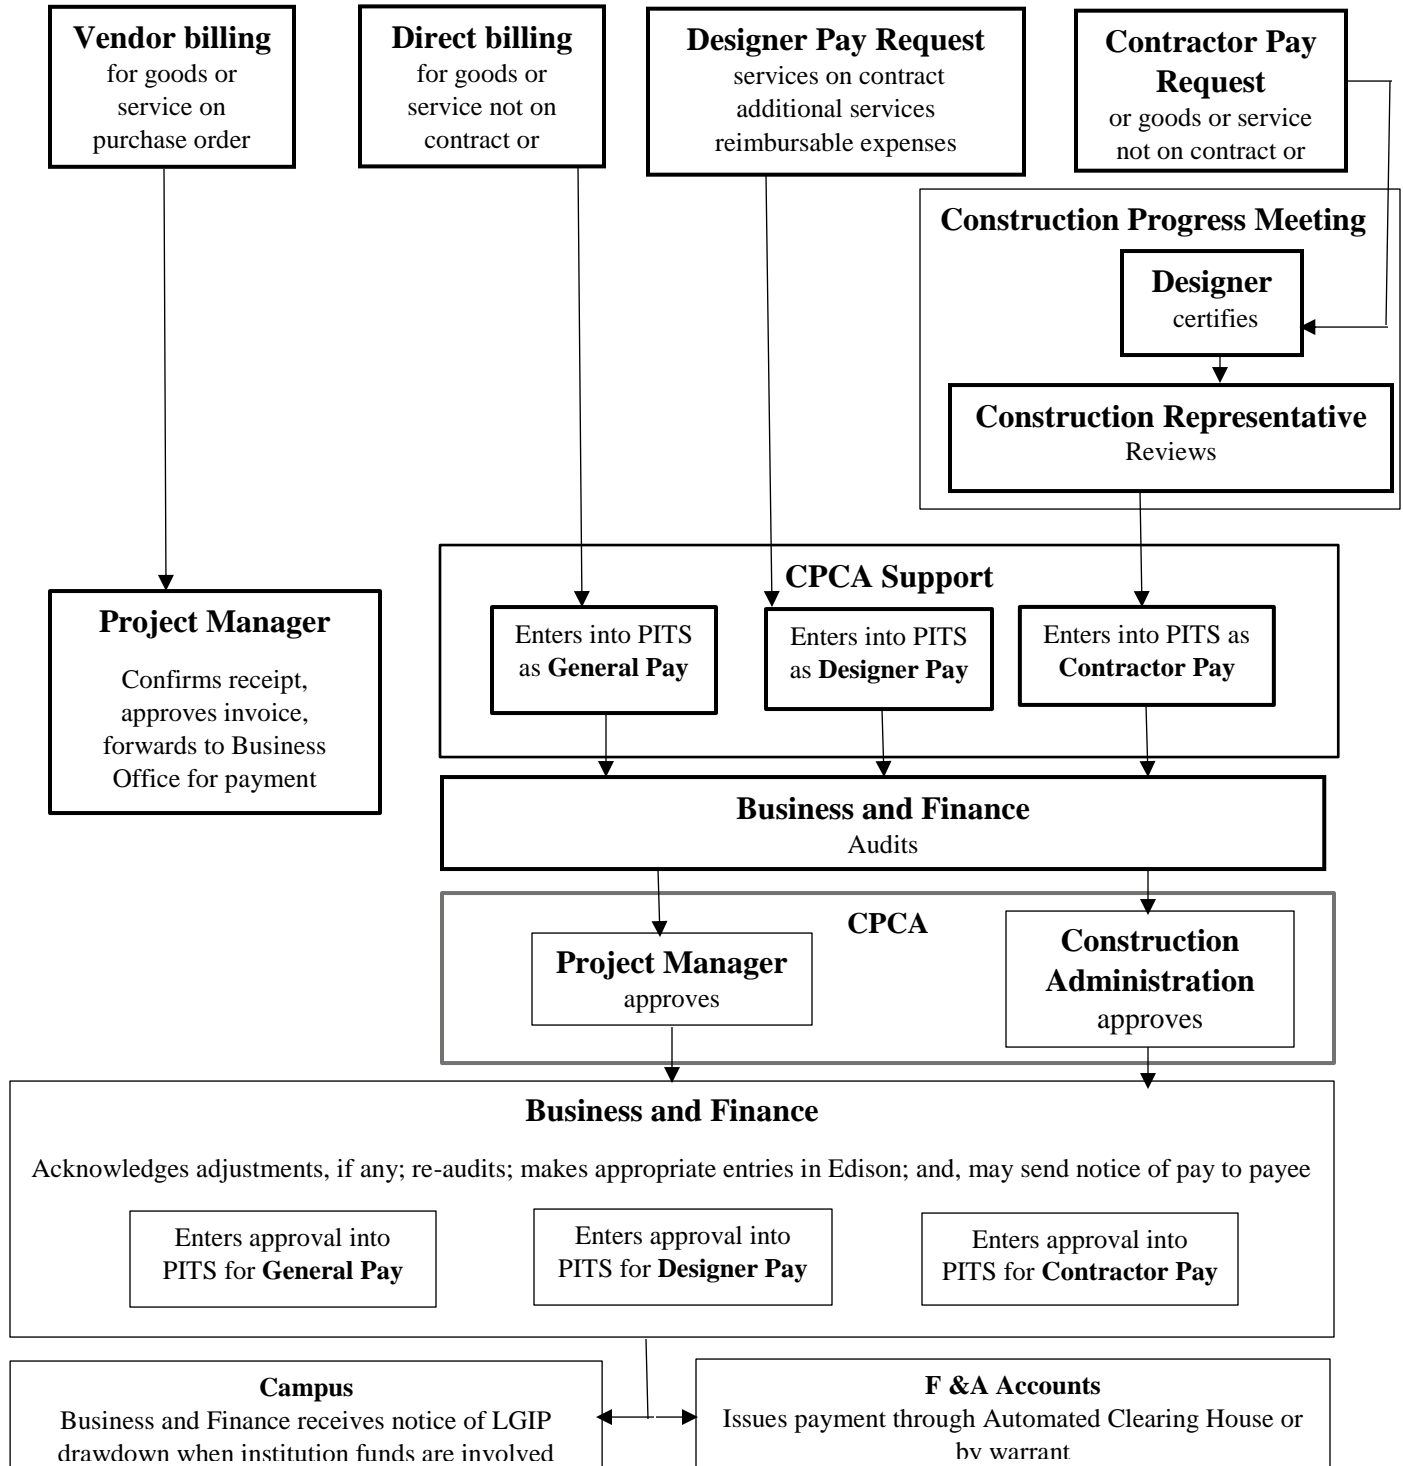 Vendor billing
for goods or
service on
purchase order
Direct billing
for goods or
service not on
contract or
Designer Pay Request
services on contract
additional services
reimbursable expenses
Contractor Pay
Request
or goods or service
not on contract or
Construction Progress Meeting
Designer
certifies
Construction Representative
Reviews
CPCA Support
Project Manager
Confirms receipt,
approves invoice,
forwards to Business
Office for payment
Enters into PITS
as General Pay
Enters into PITS
as Designer Pay
Enters into PITS as
Contractor Pay
Business and Finance
Audits
CPCA
Project Manager
approves
Construction
Administration
approves
Business and Finance
Acknowledges adjustments, if any; re-audits; makes appropriate entries in Edison; and, may send notice of pay to payee
Enters approval into
PITS for General Pay
Enters approval into
PITS for Designer Pay
Enters approval into
PITS for Contractor Pay
Campus
Business and Finance receives notice of LGIP
drawdown when institution funds are involved
F &A Accounts
Issues payment through Automated Clearing House or
by warrant